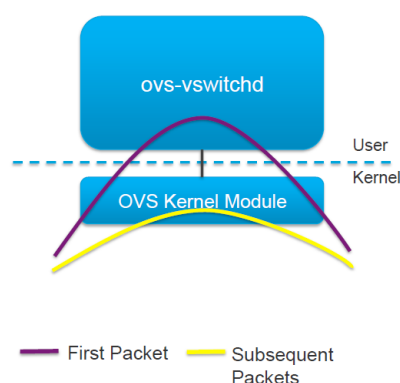 ovs-vswitchd
User
Kernel
OVS Kernel Module
First Packet
Subsequent
Packets